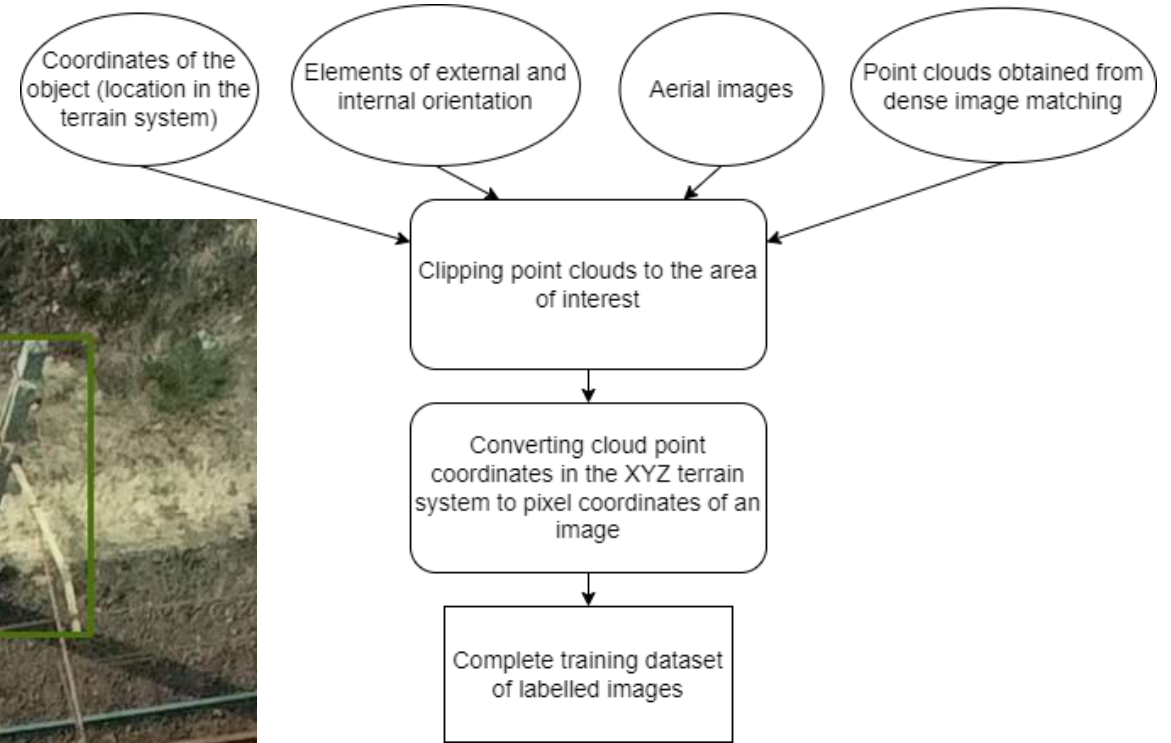 Coordinates of the
object (location in the
terrain system)
Elements of external and
internal orientation
Aerial images
Point clouds obtained from
dense image matching
Clipping point clouds to the area
of interest
Converting cloud point
coordinates in the XYZ terrain
system to pixel coordinates of an
image
Complete training dataset
of labelled images